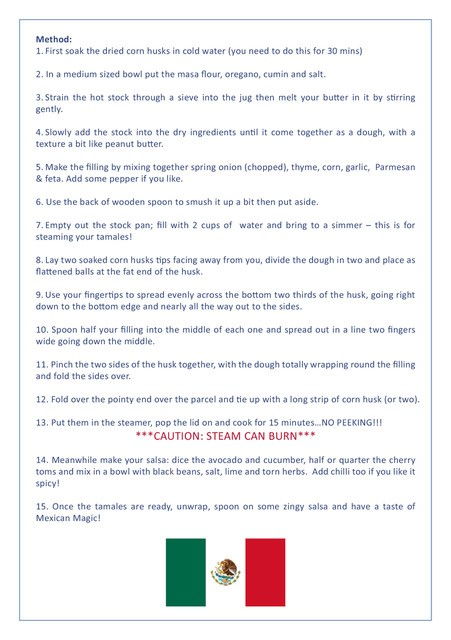 Method:
1. First soak the dried corn husks in cold water (you need to do this for 30 mins)
2. In a medium sized bowl put the masa flour, oregano, cumin and salt.
3. Strain the hot stock through a sieve into the jug then melt your butter in it by stirring
gently.
4. Slowly add the stock into the dry ingredients until it come together as a dough, with a
texture a bit like peanut butter.
5. Make the filling by mixing together spring onion (chopped), thyme, corn, garlic, Parmesan
& feta. Add some pepper if you like.
6. Use the back of wooden spoon to smush it up a bit then put aside.
7. Empty out the stock pan; fill with 2 cups of water and bring to a simmer – this is for
steaming your tamales!
8. Lay two soaked corn husks tips facing away from you, divide the dough in two and place as
flattened balls at the fat end of the husk.
9. Use your fingertips to spread evenly across the bottom two thirds of the husk, going right
down to the bottom edge and nearly all the way out to the sides.
10. Spoon half your filling into the middle of each one and spread out in a line two fingers
wide going down the middle.
11. Pinch the two sides of the husk together, with the dough totally wrapping round the filling
and fold the sides over.
12. Fold over the pointy end over the parcel and tie up with a long strip of corn husk (or two).
13. Put them in the steamer, pop the lid on and cook for 15 minutes…NO PEEKING!!!
***CAUTION: STEAM CAN BURN***
14. Meanwhile make your salsa: dice the avocado and cucumber, half or quarter the cherry
toms and mix in a bowl with black beans, salt, lime and torn herbs. Add chilli too if you like it
spicy!
15. Once the tamales are ready, unwrap, spoon on some zingy salsa and have a taste of
Mexican Magic!